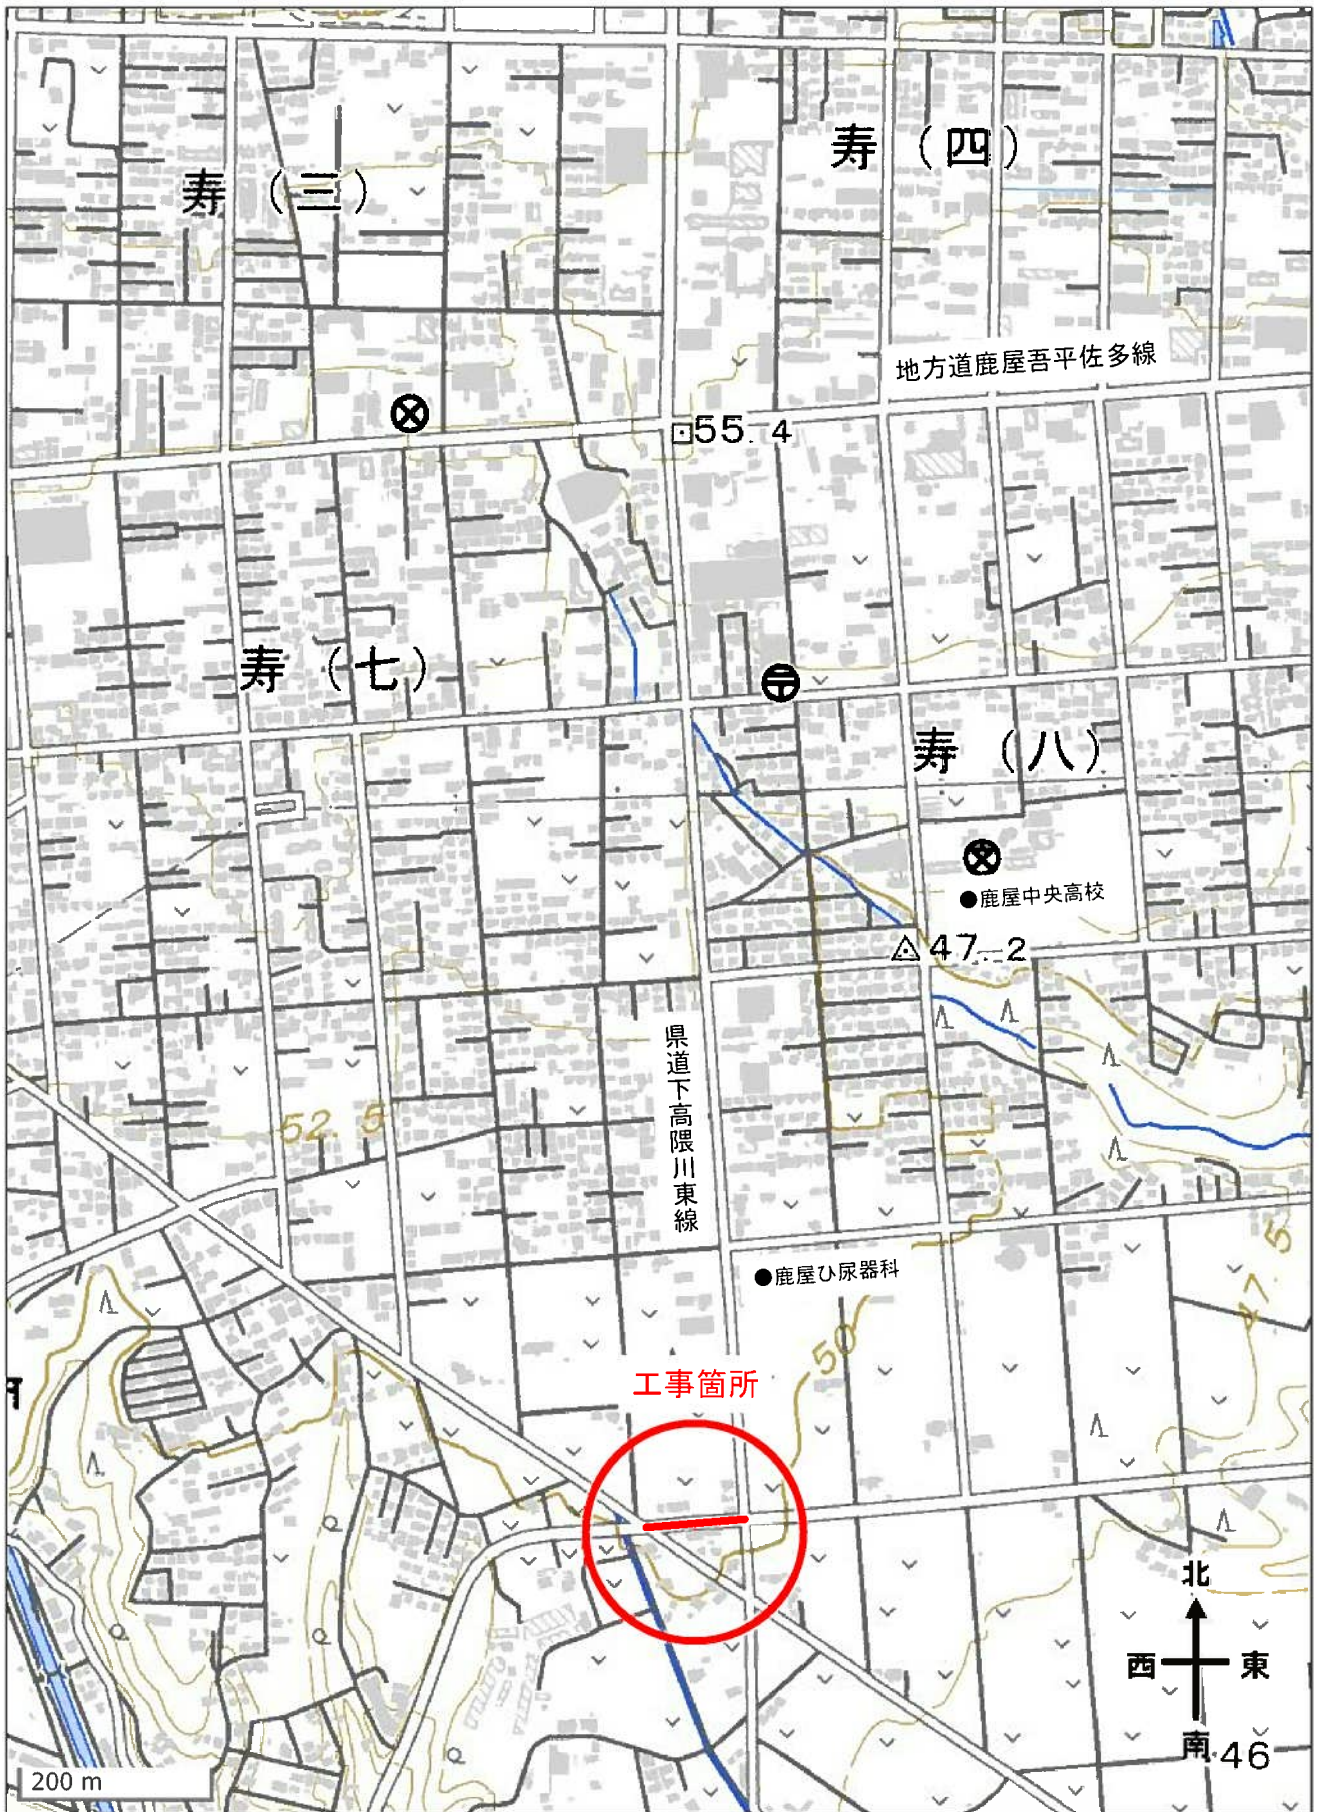 寿（四）
寿（三）
地方道鹿屋吾平佐多線
55.4
寿（七）
寿（八）
●鹿屋中央高校
47.2
県道下高隈川東線
52.5
●鹿屋ひ尿器科
47.5
50
工事箇所
北
西
東
南
46
200 m